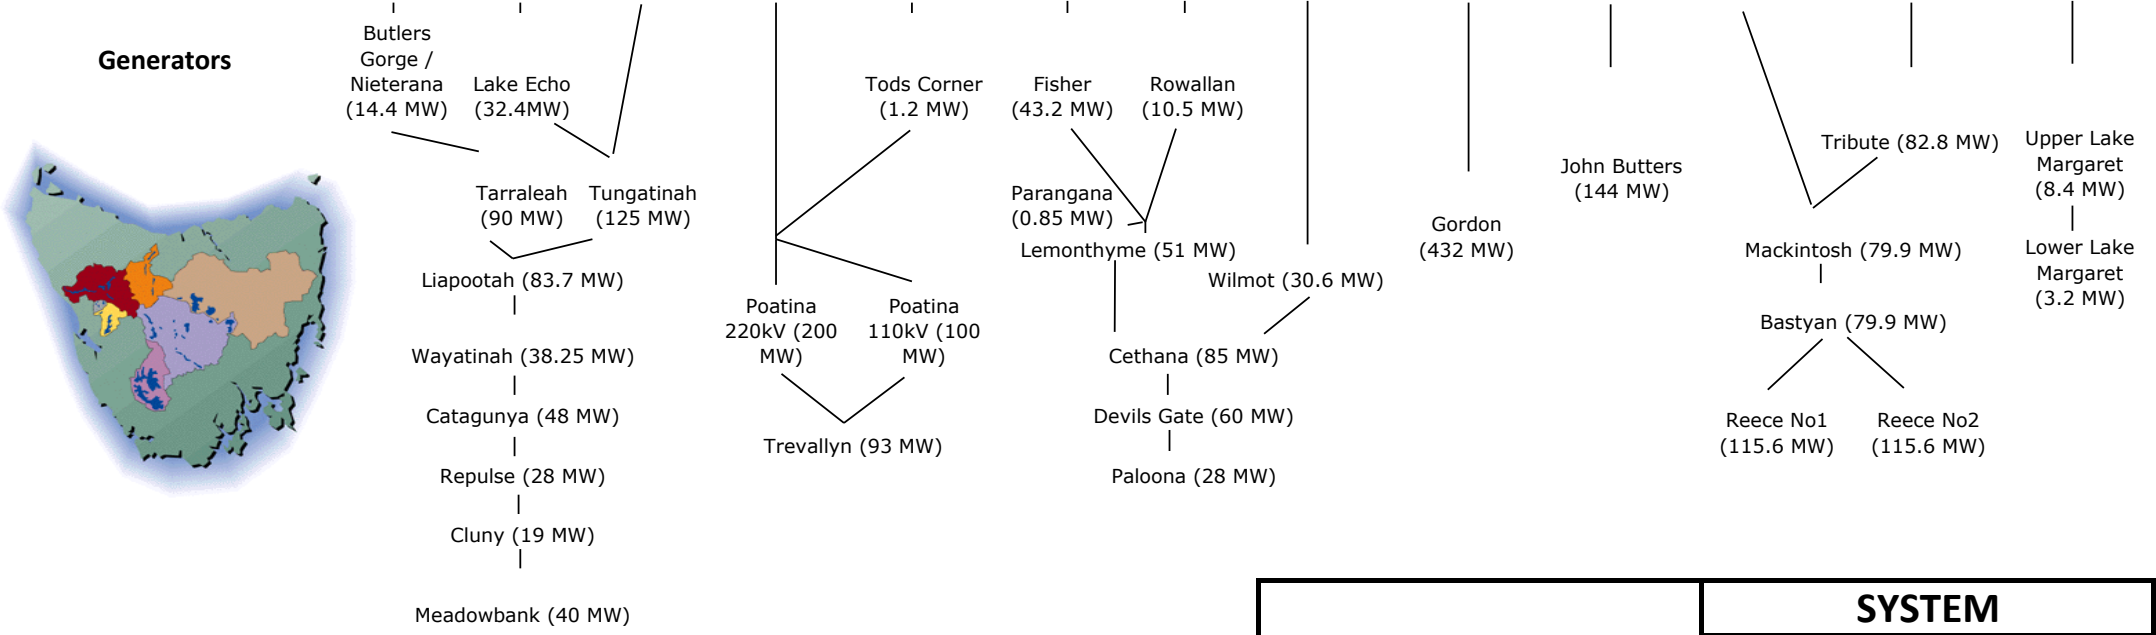 Generators
Butlers
Gorge /
Nieterana
(14.4 MW)
Lake Echo
(32.4MW)
Tarraleah
(90 MW)
Tungatinah
(125 MW)
Liapootah (83.7 MW)
Wayatinah (38.25 MW)
Catagunya (48 MW)
Repulse (28 MW)
Cluny (19 MW)
Meadowbank (40 MW)
Tods Corner
(1.2 MW)
Poatina
220kV (200
MW)
Poatina
110kV (100
MW)
Trevallyn (93 MW)
Fisher
(43.2 MW)
Rowallan
(10.5 MW)
Parangana
(0.85 MW)
Lemonthyme (51 MW)
Wilmot (30.6 MW)
Cethana (85 MW)
Devils Gate (60 MW)
Paloona (28 MW)
Gordon
(432 MW)
John Butters
(144 MW)
Tribute (82.8 MW)
Mackintosh (79.9 MW)
Bastyan (79.9 MW)
Reece No1
(115.6 MW)
Reece No2
(115.6 MW)
Upper Lake
Margaret
(8.4 MW)
Lower Lake
Margaret
(3.2 MW)
SYSTEM